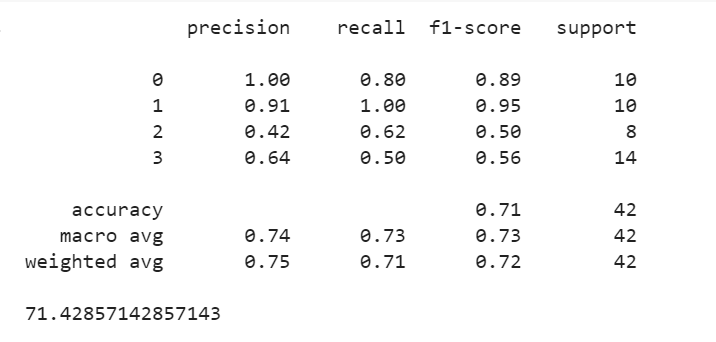 precision recall f1-score support
0 1.00 0.80 0.89 10
1 0.91 1.00 0.95 10
2 0.42 0.62 0.50 8
3 0.64 0.50 0.56 14
accuracy 0.71 42
macro avg 0.74 0.73 0.73 42
weighted avg 0.75 0.71 0.72 42
71.42857142857143